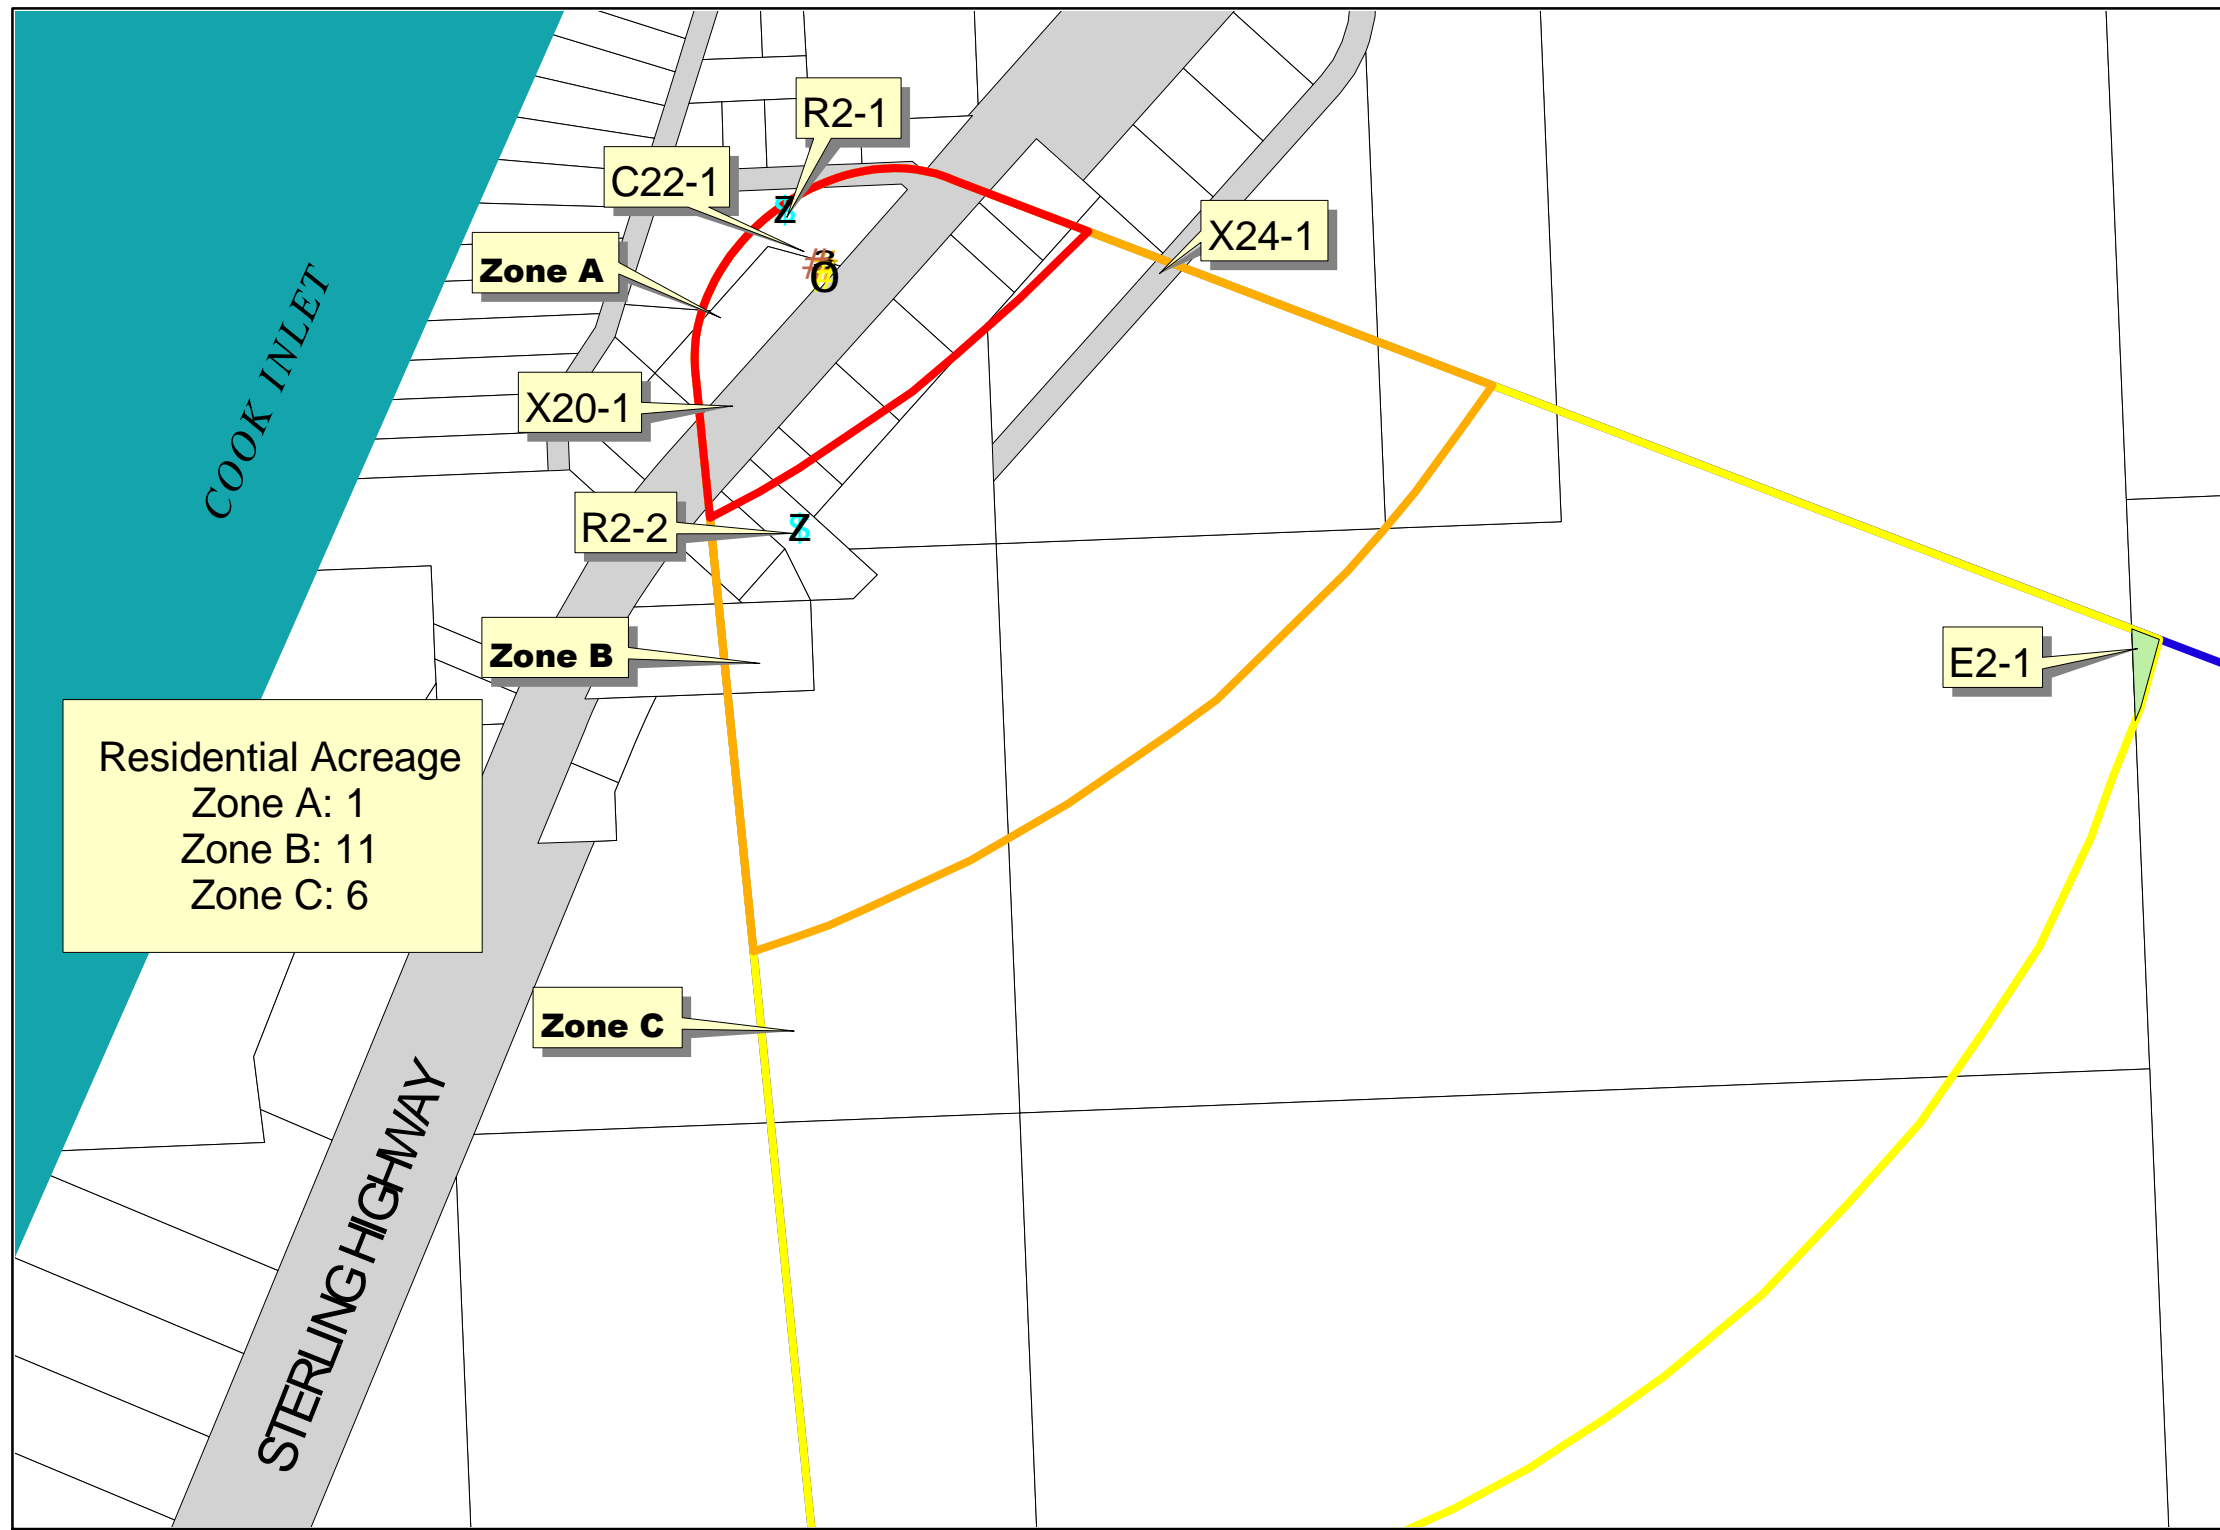 R2-1
C22-1
X24-1
Zone A
COOK INLET
X20-1
R2-2
Zone B
E2-1
Residential Acreage
Zone A: 1
Zone B: 11
Zone C: 6
Zone C
STERLING HIGHWAY